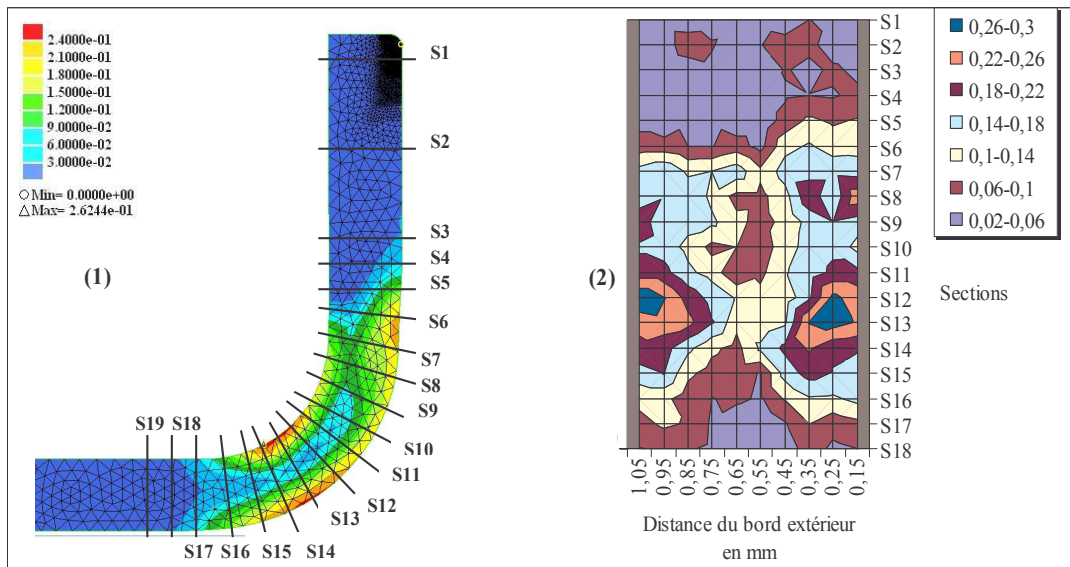 2.4000e-01
2.1000e-01
1.8000e-01
1.5000e-01
1.2000e-01
9.0000e-02
6.0000e-02
3.0000e-02
Min= 0.0000e+00
Max= 2.6244e-01
(1)
S1
S2
S3
S4
S5
S6
S7
S8
S9
S10
S11
S12
S13
S14
S15
S16
S17
S19 S18
(2)
S1
S2
S3
S4
S5
S6
S7
S8
S9
S10
S11
S12
S13
S14
S15
S16
S17
S18
1,05
0,95
0,85
0,75
0,65
0,55
0,45
0,35
0,25
0,15
Distance du bord extérieur
en mm
Sections
0,26-0,3
0,22-0,26
0,18-0,22
0,14-0,18
0,1-0,14
0,06-0,1
0,02-0,06